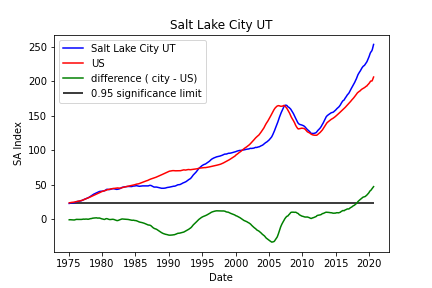 Salt Lake City UT
Salt Lake City UT
US
difference ( city - US)
0.95 significance limit
SA Index
250
200
150
100
50
0
1975 1980 1985 1990 1995 2000 2005 2010 2015 2020
Date